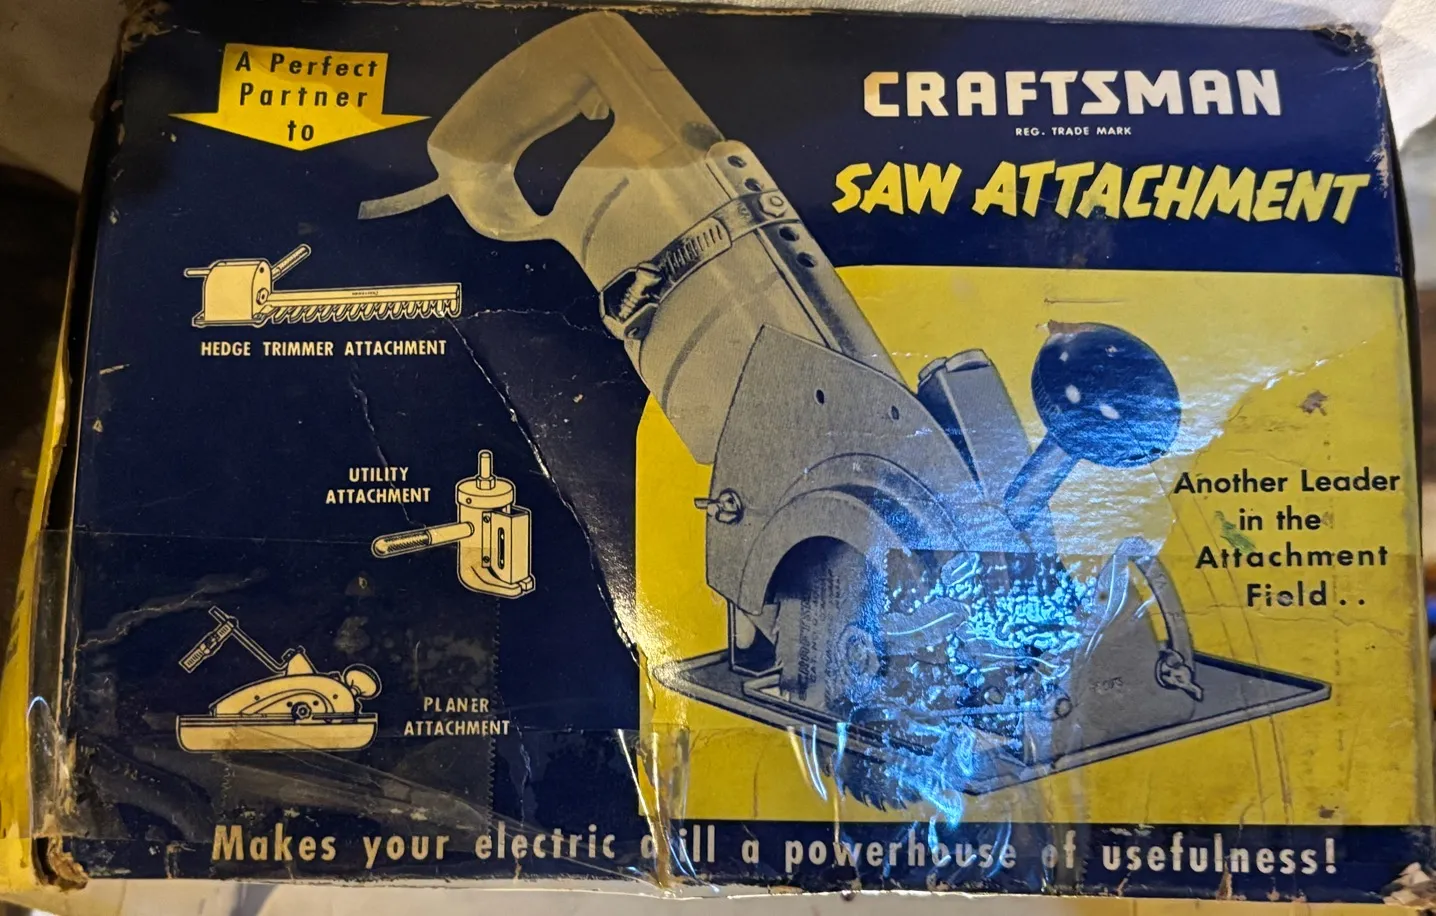 A Perfect
Partner
to
CRAFTSMAN
REG. TRADE MARK
SAW ATTACHMENT
HEDGE TRIMMER ATTACHMENT
UTILITY
ATTACHMENT
PLANER
ATTACHMENT
Another Leader
in the
Attachment
Field . .
Makes your electric drill a powerhouse of usefulness!